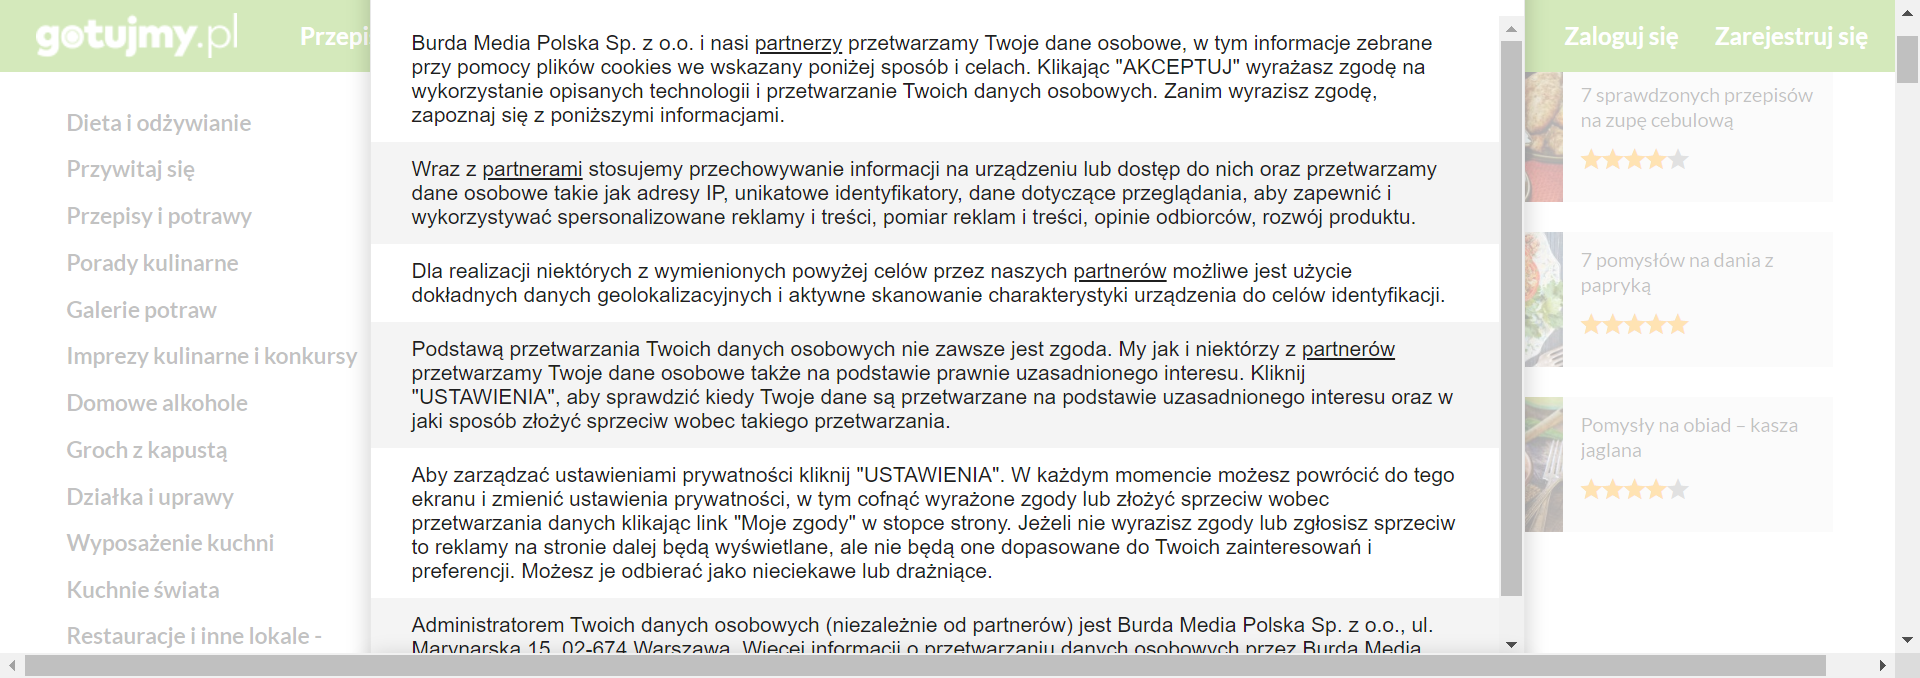 gotujmy.pl
Przepi
Zaloguj się
Zarejestruj się
Dieta i odżywianie
Przywitaj się
Przepisy i potrawy
Porady kulinarne
Galerie potraw
Imprezy kulinarne i konkursy
Domowe alkohole
Groch z kapustą
Działka i uprawy
Wyposażenie kuchni
Kuchnie świata
Restauracje i inne lokale -
Burda Media Polska Sp. z o.o. i nasi partnerzy przetwarzamy Twoje dane osobowe, w tym informacje zebrane
przy pomocy plików cookies we wskazany poniżej sposób i celach. Klikając "AKCEPTUJ" wyrażasz zgodę na
wykorzystanie opisanych technologii i przetwarzanie Twoich danych osobowych. Zanim wyrazisz zgodę,
zapoznaj się z poniższymi informacjami.
Wraz z partnerami stosujemy przechowywanie informacji na urządzeniu lub dostęp do nich oraz przetwarzamy
dane osobowe takie jak adresy IP, unikatowe identyfikatory, dane dotyczące przeglądania, aby zapewnić i
wykorzystywać spersonalizowane reklamy i treści, pomiar reklam i treści, opinie odbiorców, rozwój produktu.
Dla realizacji niektórych z wymienionych powyżej celów przez naszych partnerów możliwe jest użycie
dokładnych danych geolokalizacyjnych i aktywne skanowanie charakterystyki urządzenia do celów identyfikacji.
Podstawą przetwarzania Twoich danych osobowych nie zawsze jest zgoda. My jak i niektórzy z partnerów
przetwarzamy Twoje dane osobowe także na podstawie prawnie uzasadnionego interesu. Kliknij
"USTAWIENIA", aby sprawdzić kiedy Twoje dane są przetwarzane na podstawie uzasadnionego interesu oraz w
jaki sposób złożyć sprzeciw wobec takiego przetwarzania.
Aby zarządzać ustawieniami prywatności kliknij "USTAWIENIA". W każdym momencie możesz powrócić do tego
ekranu i zmienić ustawienia prywatności, w tym cofnąć wyrażone zgody lub złożyć sprzeciw wobec
przetwarzania danych klikając link "Moje zgody" w stopce strony. Jeżeli nie wyrazisz zgody lub zgłosisz sprzeciw
to reklamy na stronie dalej będą wyświetlane, ale nie będą one dopasowane do Twoich zainteresowań i
preferencji. Możesz je odbierać jako nieciekawe lub drażniące.
Administratorem Twoich danych osobowych (niezależnie od partnerów) jest Burda Media Polska Sp. z o.o., ul.
Marynarska 15, 02-674 Warszawa. Więcej informacji o przetwarzaniu danych osobowych przez Burda Media
7 sprawdzonych przepisów
na zupę cebulową
7 pomysłów na dania z
papryką
Pomysły na obiad – kasza
jaglana